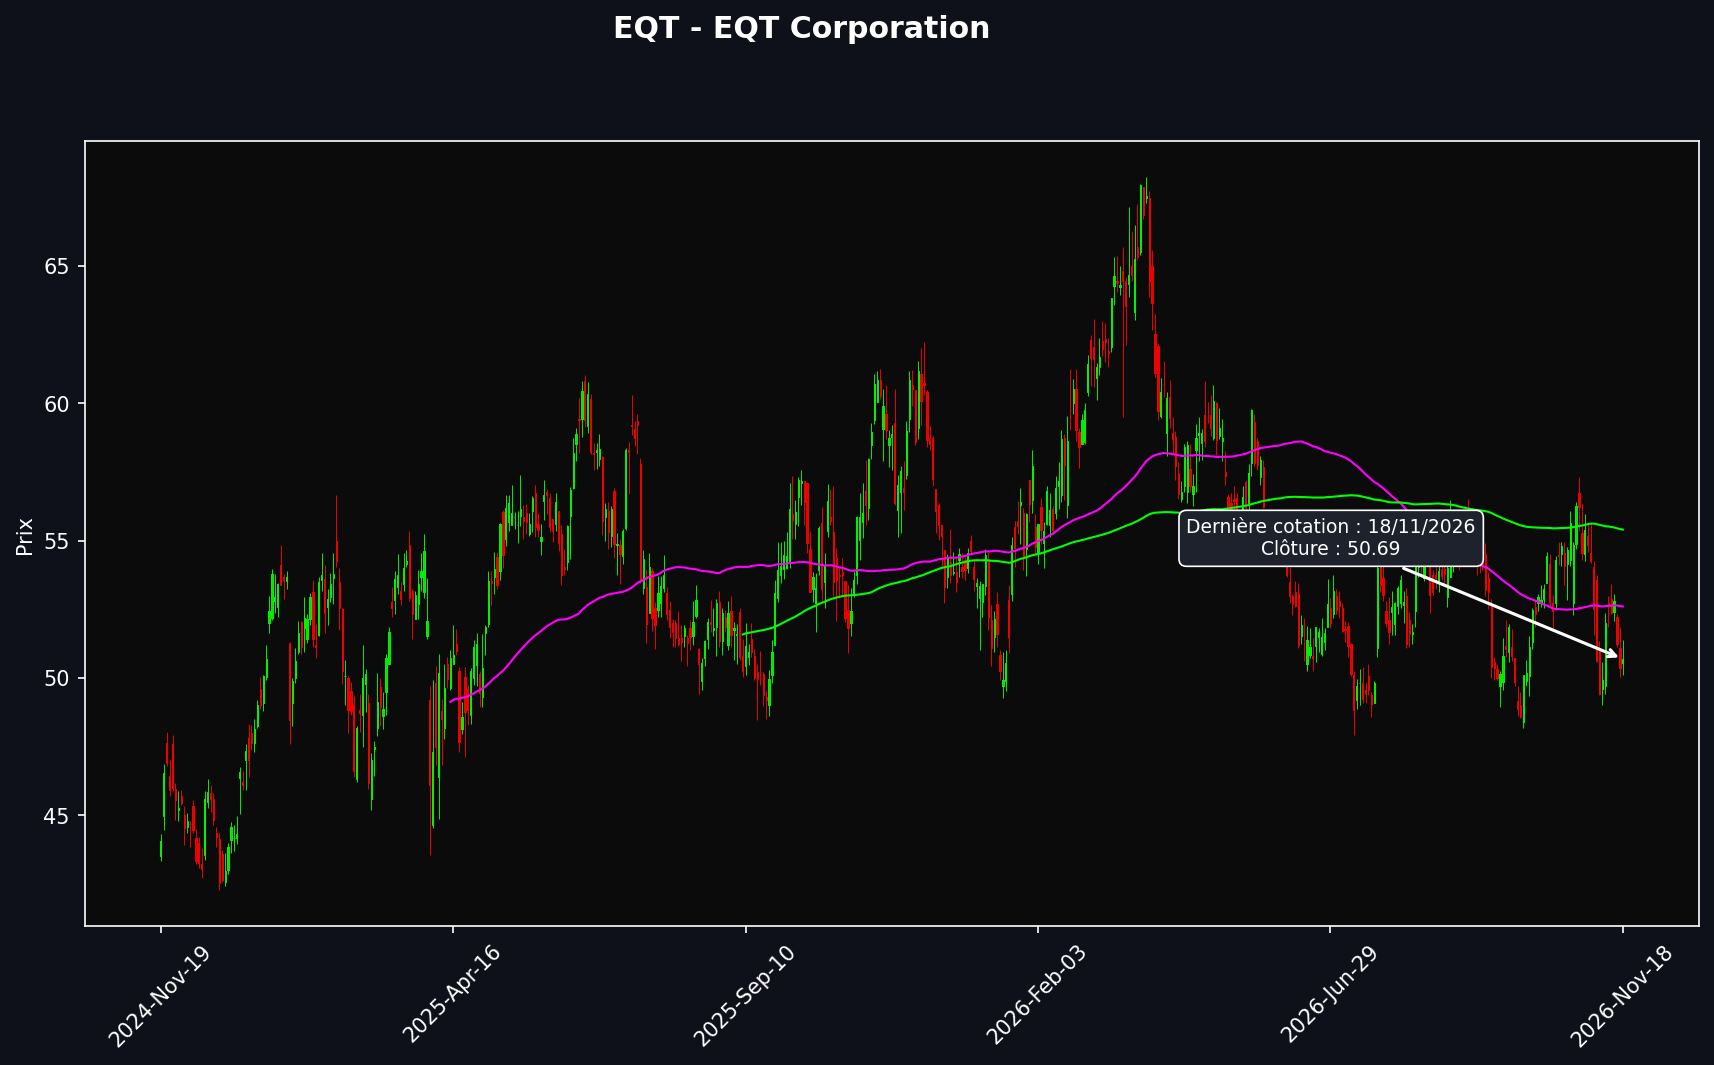 EQT - EQT Corporation
Prix
65
60
55
50
45
Dernière cotation : 18/11/2026
Clôture : 50.69
2024-Nov-19
2025-Apr-16
2025-Sep-10
2026-Feb-03
2026-Jun-29
2026-Nov-18